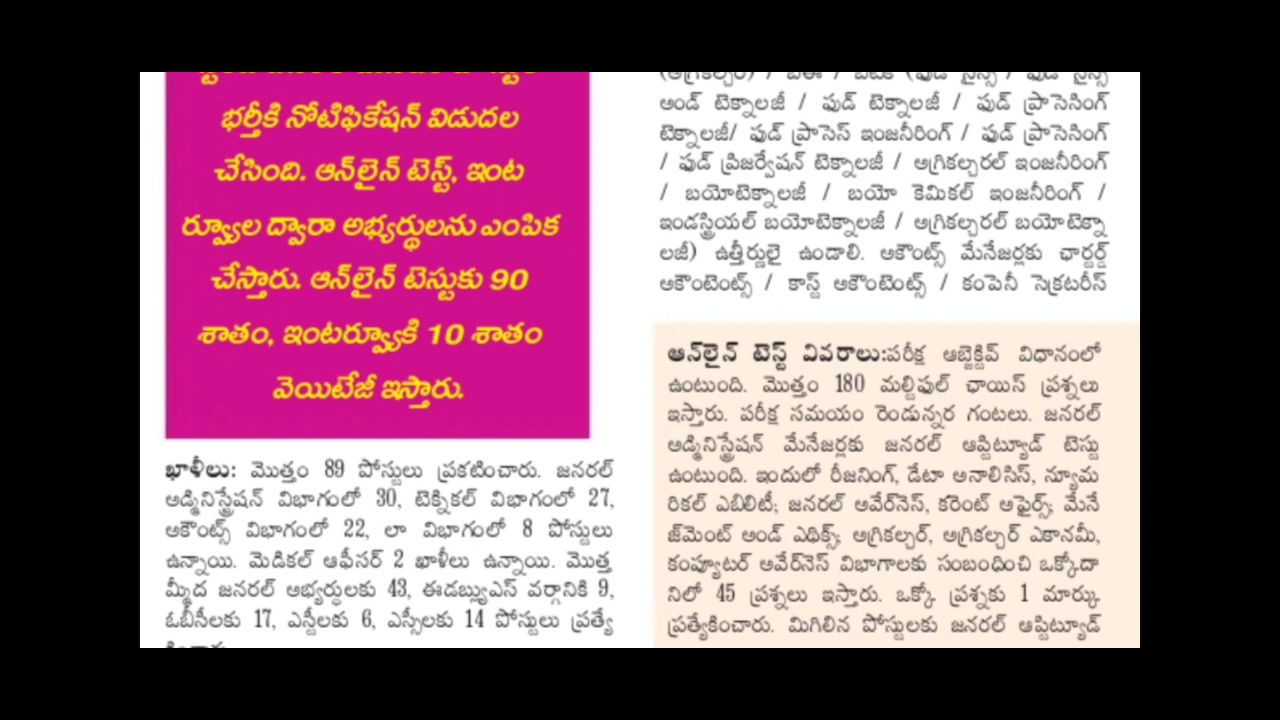 భర్తీకి నోటిఫికేషన్ విడుదల
చేసింది. ఆన్‌లైన్ టెస్ట్, ఇంట
ర్వ్యూల ద్వారా అభ్యర్థులను ఎంపిక
చేస్తారు. ఆన్‌లైన్ టెస్టుకు 90
శాతం, ఇంటర్వ్యూకి 10 శాతం
వెయిటేజీ ఇస్తారు.
ఖాళీలు: మొత్తం 89 పోస్టులు ప్రకటించారు. జనరల్
అడ్మినిస్ట్రేషన్ విభాగంలో 30, టెక్నికల్ విభాగంలో 27,
అకౌంట్స్ విభాగంలో 22, లా విభాగంలో 8 పోస్టులు
ఉన్నాయి. మెడికల్ ఆఫీసర్ 2 ఖాళీలు ఉన్నాయి. మొత్త
మ్మీద జనరల్ అభ్యర్థులకు 43, ఈడబ్ల్యుఎస్ వర్గానికి 9,
ఓబీసీలకు 17, ఎస్టీలకు 6, ఎస్సీలకు 14 పోస్టులు ప్రత్యే
(అగ్రికల్చర్) / బీఈ / బీటెక్ (ఫుడ్ సైన్స్ / ఫుడ్ సైన్స్
అండ్ టెక్నాలజీ / ఫుడ్ టెక్నాలజీ / ఫుడ్ ప్రాసెసింగ్
టెక్నాలజీ/ ఫుడ్ ప్రాసెస్ ఇంజనీరింగ్ / ఫుడ్ ప్రాసెసింగ్
/ ఫుడ్ ప్రిజర్వేషన్ టెక్నాలజీ / అగ్రికల్చరల్ ఇంజనీరింగ్
/ బయోటెక్నాలజీ / బయో కెమికల్ ఇంజనీరింగ్ /
ఇండస్ట్రియల్ బయోటెక్నాలజీ / అగ్రికల్చరల్ బయోటెక్నా
లజీ) ఉత్తీర్ణులై ఉండాలి. అకౌంట్స్ మేనేజర్లకు ఛార్టర్డ్
అకౌంటెంట్స్ / కాస్ట్ అకౌంటెంట్స్ / కంపెనీ సెక్రటరీస్
ఆన్‌లైన్ టెస్ట్ వివరాలు:పరీక్ష ఆబ్జెక్టివ్ విధానంలో
ఉంటుంది. మొత్తం 180 మల్టిపుల్ ఛాయిస్ ప్రశ్నలు
ఇస్తారు. పరీక్ష సమయం రెండున్నర గంటలు. జనరల్
అడ్మినిస్ట్రేషన్ మేనేజర్లకు జనరల్ ఆప్టిట్యూడ్ టెస్టు
ఉంటుంది. ఇందులో రీజనింగ్, డేటా అనాలిసిస్, న్యూమ
రికల్ ఎబిలిటీ; జనరల్ అవేర్‌నెస్, కరెంట్ అఫైర్స్; మేనే
జ్‌మెంట్ అండ్ ఎథిక్స్; అగ్రికల్చర్, అగ్రికల్చర్ ఎకానమీ,
కంప్యూటర్ అవేర్‌నెస్ విభాగాలకు సంబంధించి ఒక్కోదా
నిలో 45 ప్రశ్నలు ఇస్తారు. ఒక్కో ప్రశ్నకు 1 మార్కు
ప్రత్యేకించారు. మిగిలిన పోస్టులకు జనరల్ ఆప్టిట్యూడ్